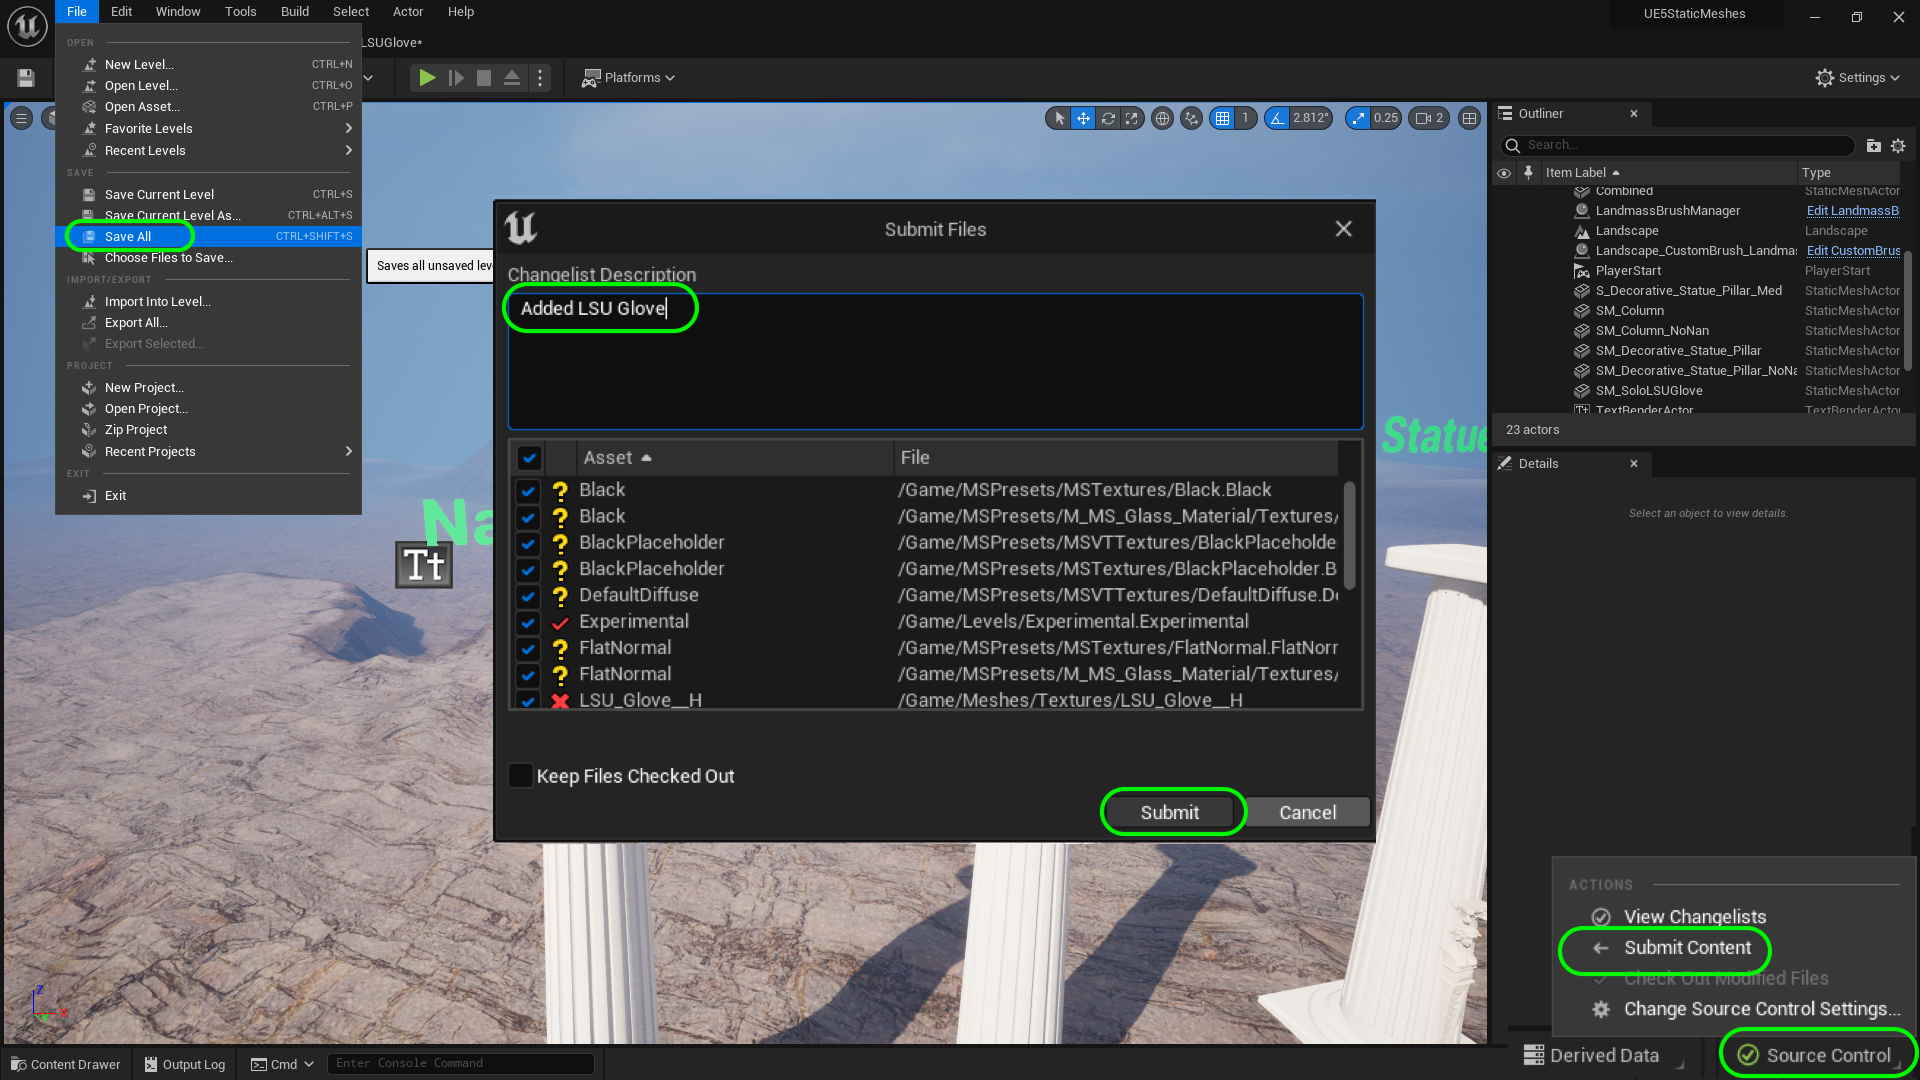 File Edit Window Tools Build Select Actor Help
UE5StaticMeshes
LSUGlove*
Platforms
Settings
OPEN
New Level... CTRL+N
Open Level... CTRL+O
Open Asset... CTRL+P
Favorite Levels
Recent Levels
SAVE
Save Current Level CTRL+S
Save Current Level As... CTRL+ALT+S
Save All CTRL+SHIFT+S
Choose Files to Save...
IMPORT/EXPORT
Import Into Level...
Export All...
Export Selected...
PROJECT
New Project...
Open Project...
Zip Project
Recent Projects
EXIT
Exit
Saves all unsaved lev
1 2.812° 0.25 2
Na
Tt
Statue
Submit Files
Changelist Description
Added LSU Glove
Asset File
Black /Game/MSPresets/MSTextures/Black.Black
Black /Game/MSPresets/M_MS_Glass_Material/Textures/
BlackPlaceholder /Game/MSPresets/MSVTTextures/BlackPlaceholde
BlackPlaceholder /Game/MSPresets/MSTextures/BlackPlaceholder.B
DefaultDiffuse /Game/MSPresets/MSVTTextures/DefaultDiffuse.De
Experimental /Game/Levels/Experimental.Experimental
FlatNormal /Game/MSPresets/MSTextures/FlatNormal.FlatNorr
FlatNormal /Game/MSPresets/M_MS_Glass_Material/Textures/
LSU_Glove__H /Game/Meshes/Textures/LSU_Glove__H
Keep Files Checked Out
Submit Cancel
Outliner
Search...
Item Label Type
Combined StaticMeshActor
LandmassBrushManager Edit LandmassB
Landscape Landscape
Landscape_CustomBrush_Landmas Edit CustomBrus
PlayerStart PlayerStart
S_Decorative_Statue_Pillar_Med StaticMeshActor
SM_Column StaticMeshActor
SM_Column_NoNan StaticMeshActor
SM_Decorative_Statue_Pillar StaticMeshActor
SM_Decorative_Statue_Pillar_NoNa StaticMeshActor
SM_SoloLSUGlove StaticMeshActor
TextRenderActor TextRenderActor
23 actors
Details
Select an object to view details.
ACTIONS
View Changelists
Submit Content
Check Out Modified Files
Change Source Control Settings...
Z
Y X
Content Drawer Output Log Cmd Enter Console Command
Derived Data Source Control